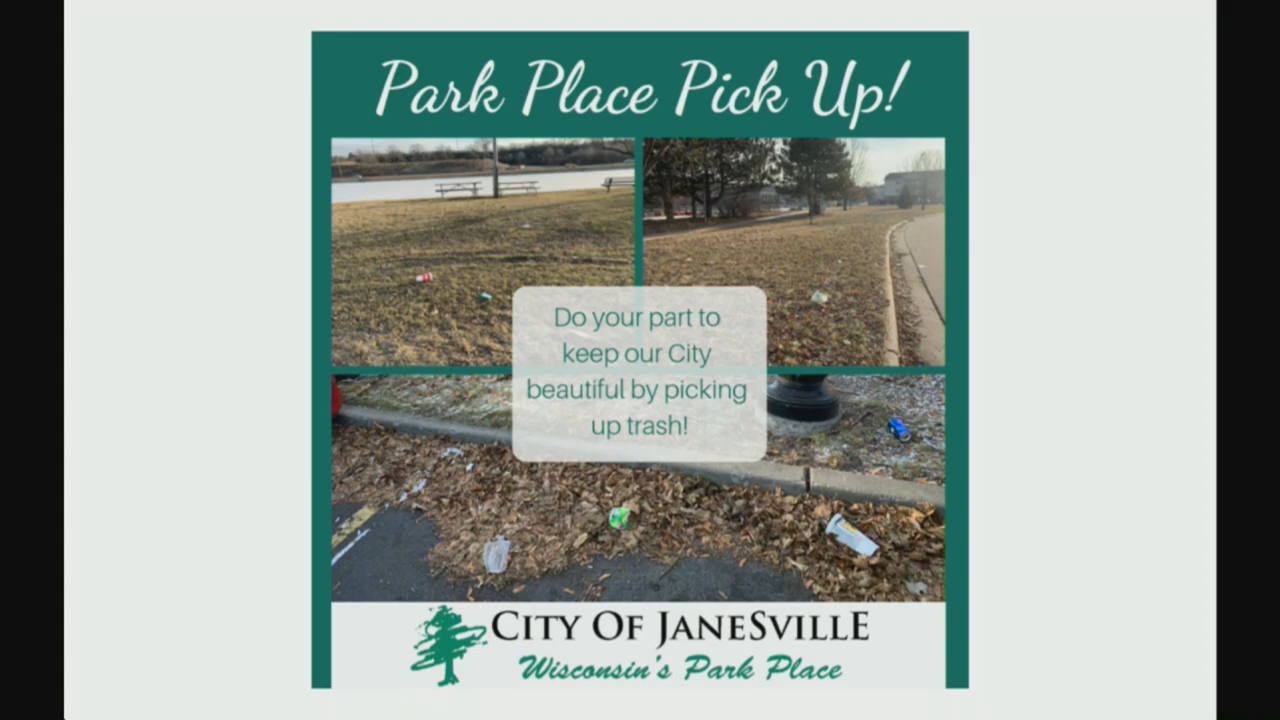 Park Place Pick Up!
Do your part to
keep our City
beautiful by picking
up trash!
CITY OF JANESVILLE
Wisconsin's Park Place